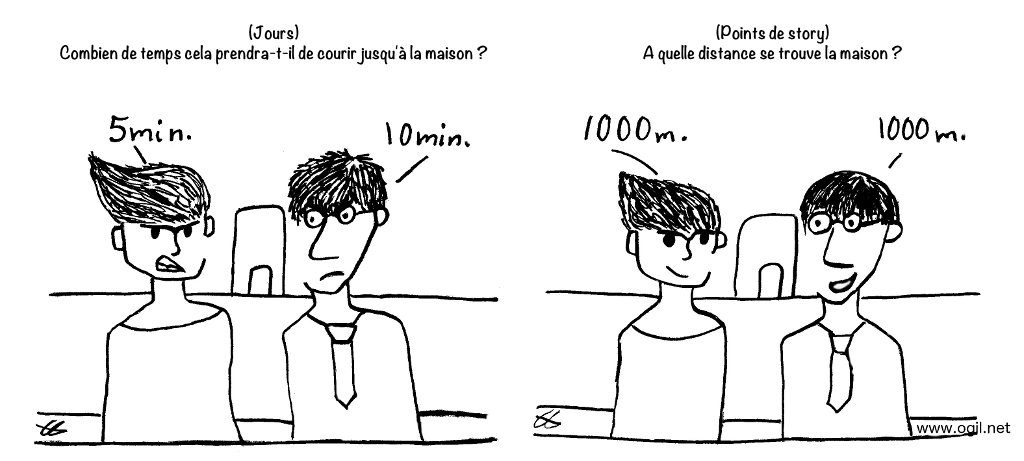 (Jours)
Combien de temps cela prendra-t-il de courir jusqu'à la maison ?
5min.
10min.
(Points de story)
A quelle distance se trouve la maison ?
1000m.
1000m.
www.ogil.net